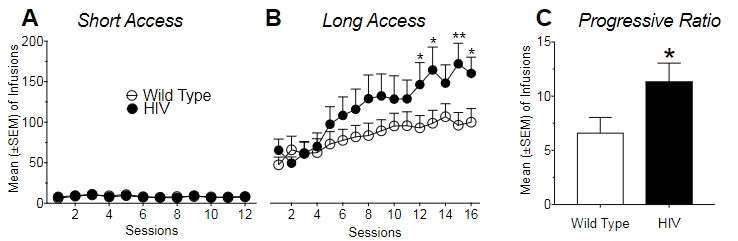 A Short Access
Mean (±SEM) of Infusions
200
150
100
50
0
Wild Type
HIV
2 4 6 8 10 12
Sessions
B Long Access
* * ** *
2 4 6 8 10 12 14 16
Sessions
C Progressive Ratio
Mean (±SEM) of Infusions
15
10
5
0
*
Wild Type HIV